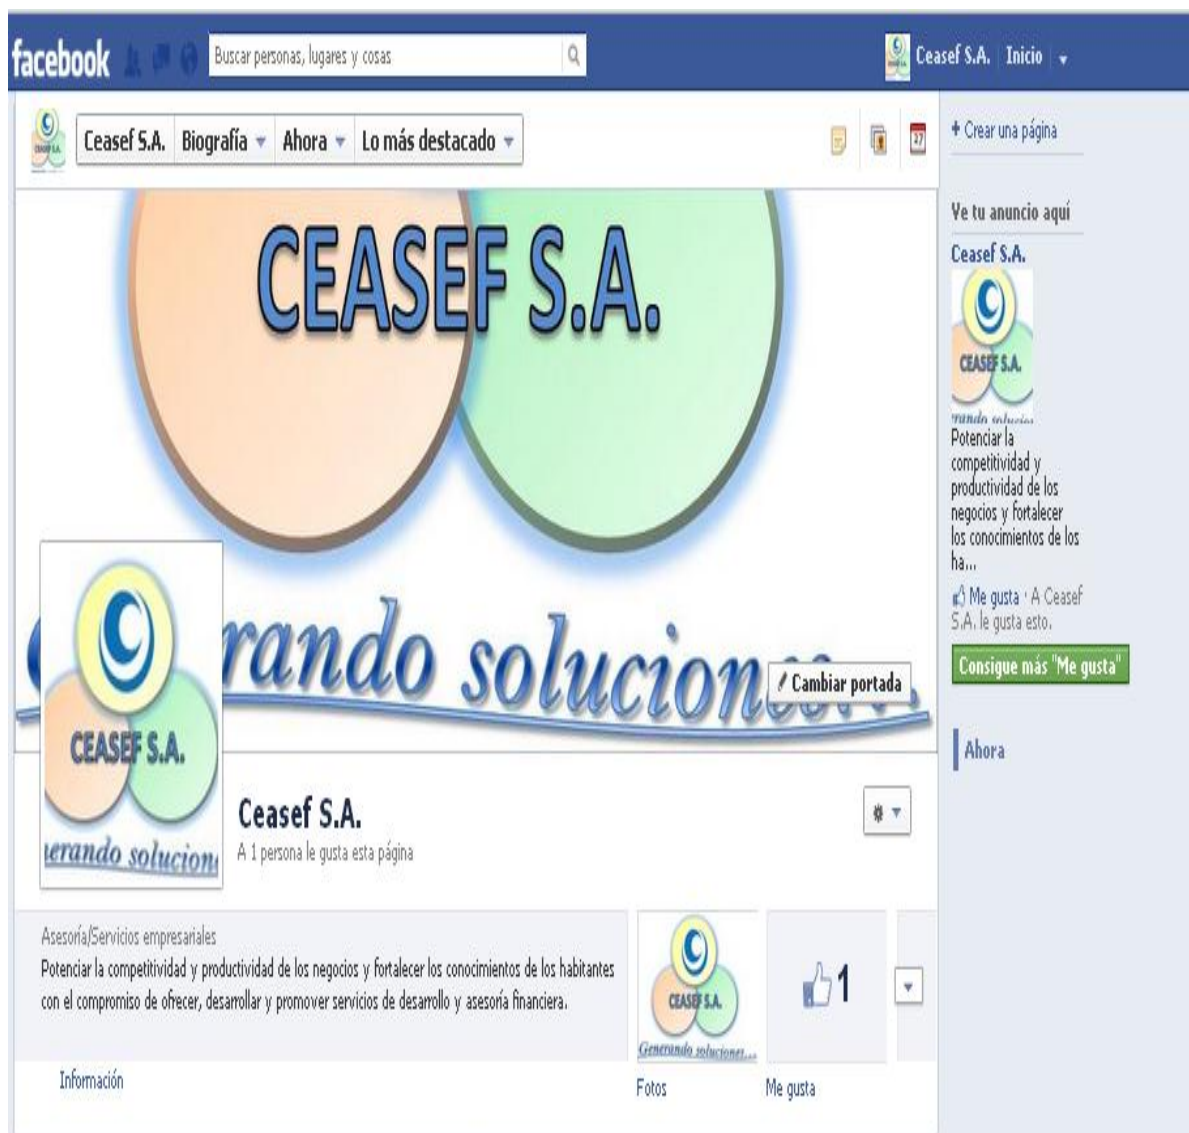 facebook
Buscar personas, lugares y cosas
Ceasef S.A.
Inicio
Ceasef S.A.
Biografía
Ahora
Lo más destacado
27
+ Crear una página
Ve tu anuncio aquí
Ceasef S.A.
CEASEF S.A.
Potenciar la
competitividad y
productividad de los
negocios y fortalecer
los conocimientos de los
ha...
Me gusta · A Ceasef
S.A. le gusta esto.
Consigue más "Me gusta"
Ahora
CEASEF S.A.
rando soluciones...
Cambiar portada
CEASEF S.A.
nerando solucion
Ceasef S.A.
A 1 persona le gusta esta página
Asesoría/Servicios empresariales
Potenciar la competitividad y productividad de los negocios y fortalecer los conocimientos de los habitantes
con el compromiso de ofrecer, desarrollar y promover servicios de desarrollo y asesoría financiera.
Información
CEASEF S.A.
Generando soluciones...
Fotos
1
Me gusta